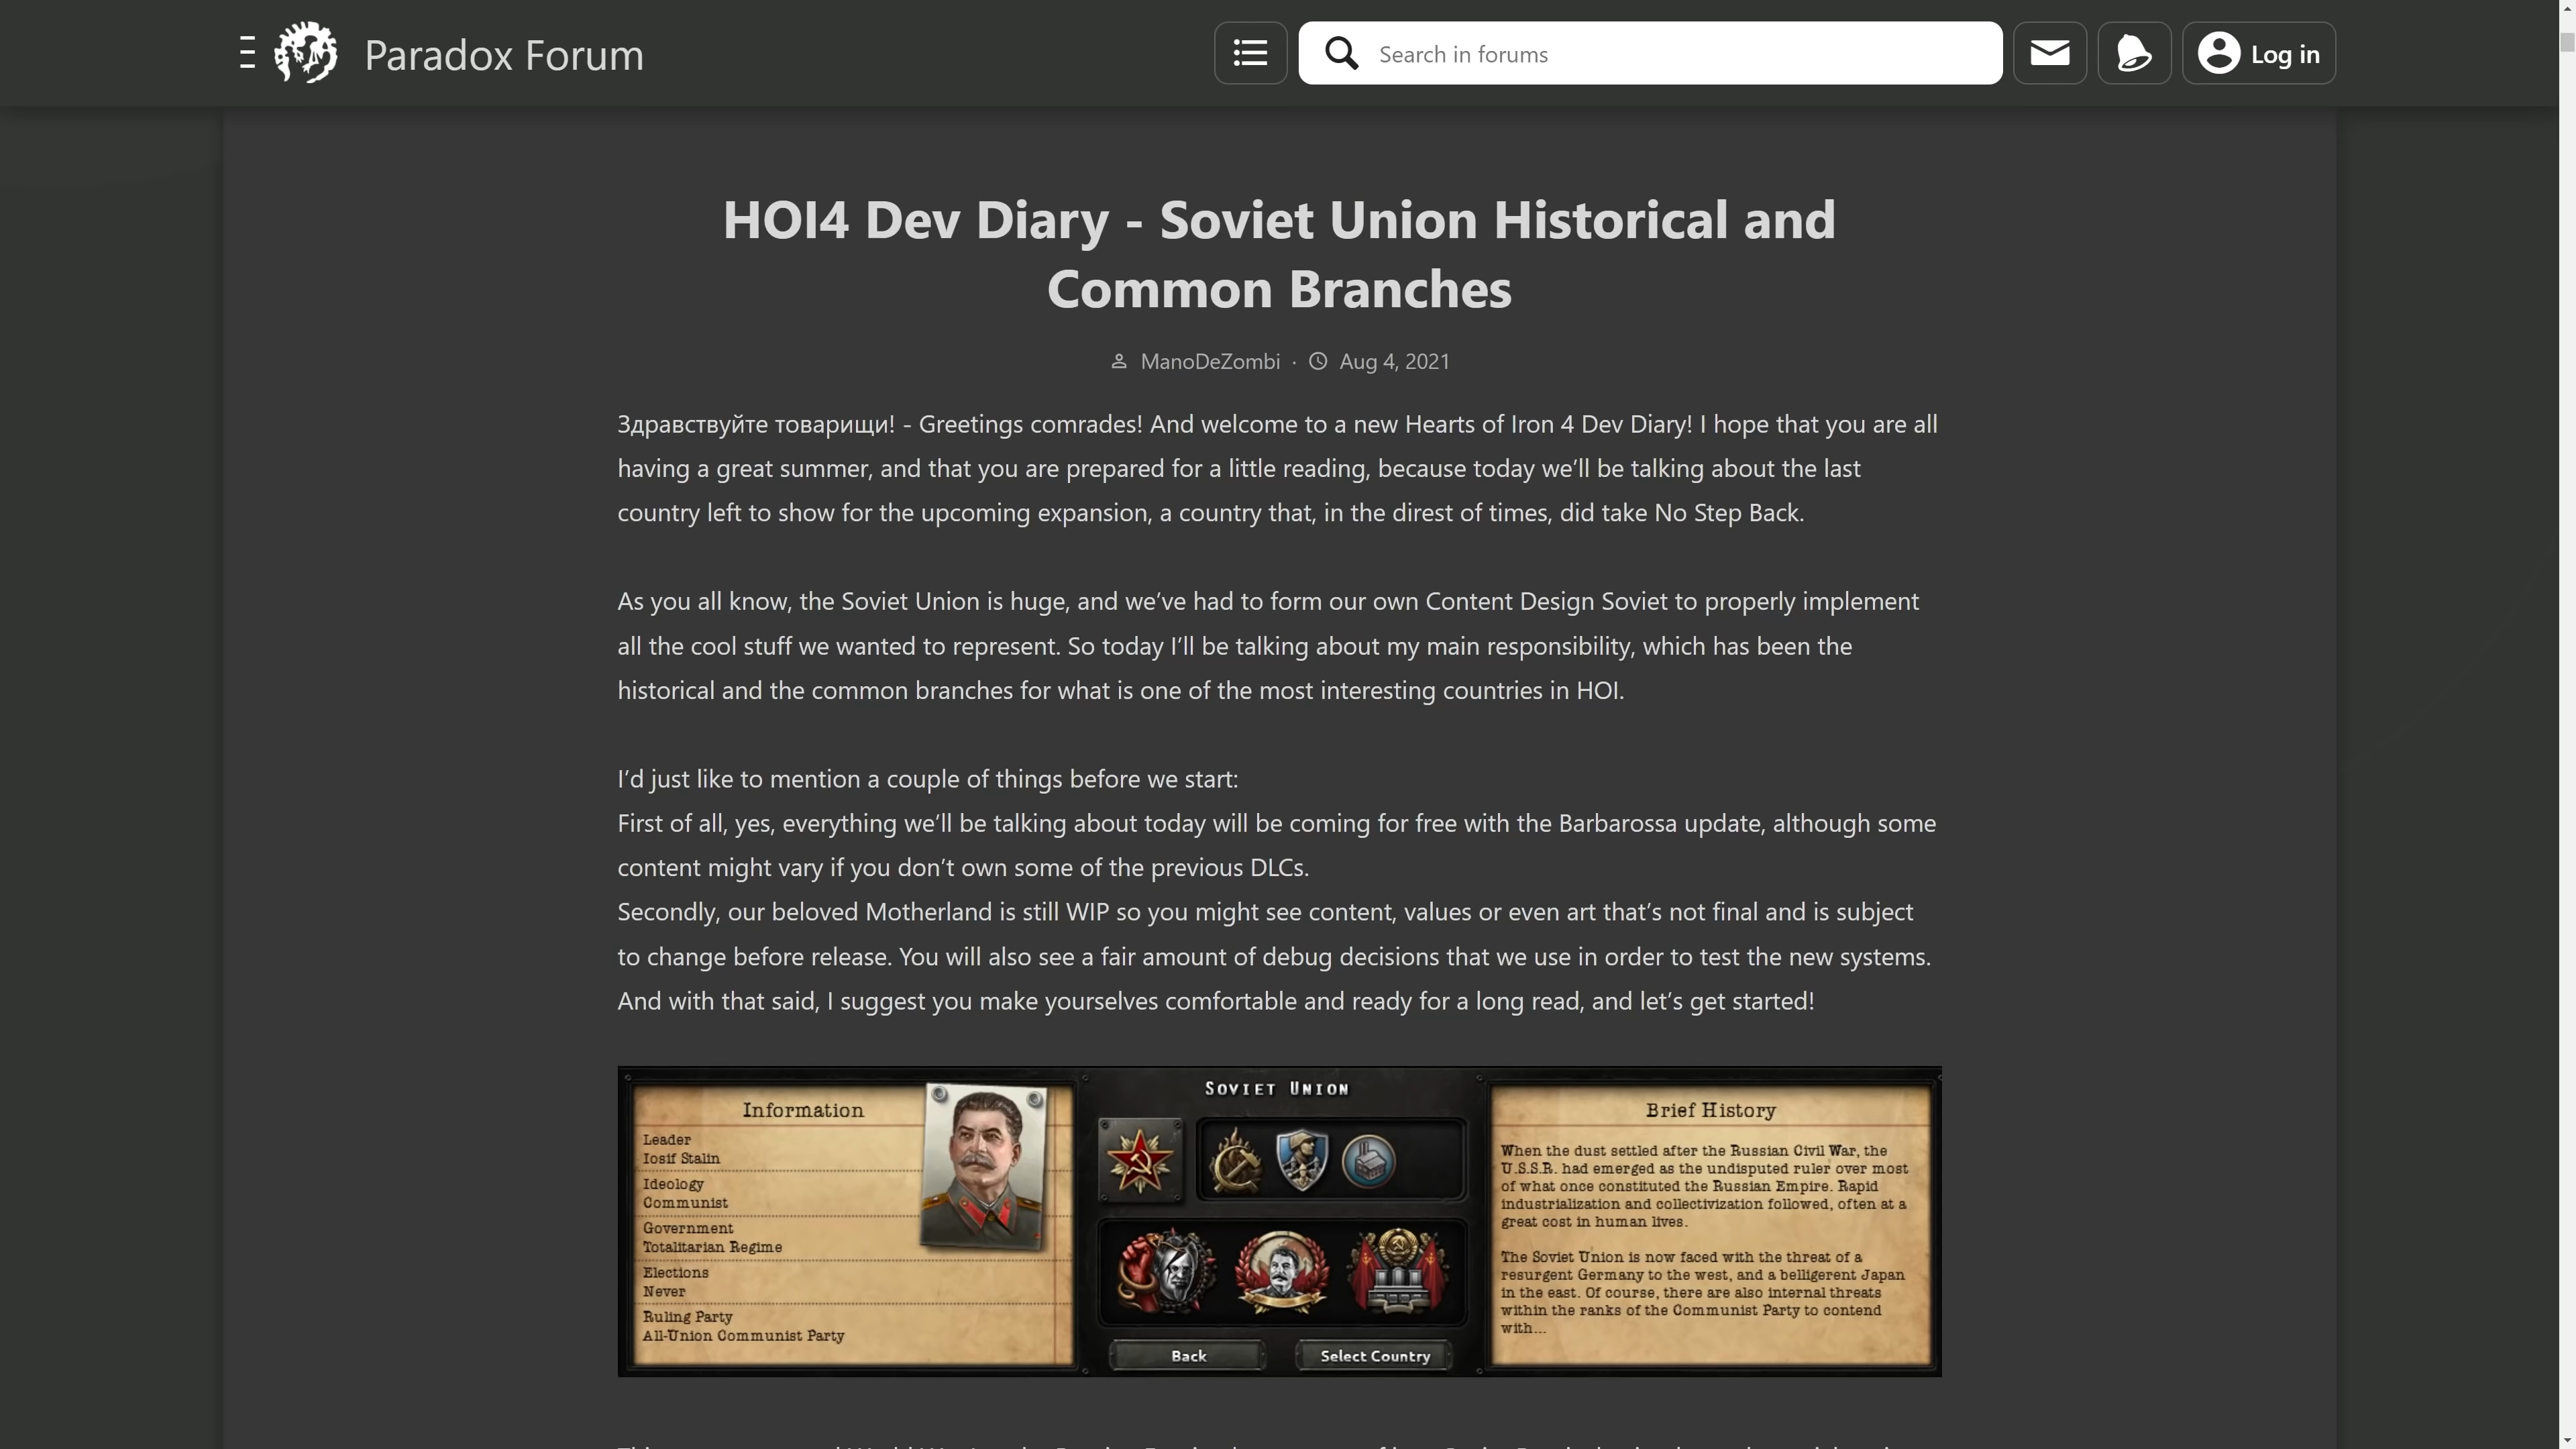 Paradox Forum
Search in forums
Log in
HOI4 Dev Diary - Soviet Union Historical and
Common Branches
ManoDeZombi · Aug 4, 2021
Здравствуйте товарищи! - Greetings comrades! And welcome to a new Hearts of Iron 4 Dev Diary! I hope that you are all
having a great summer, and that you are prepared for a little reading, because today we’ll be talking about the last
country left to show for the upcoming expansion, a country that, in the direst of times, did take No Step Back.
As you all know, the Soviet Union is huge, and we’ve had to form our own Content Design Soviet to properly implement
all the cool stuff we wanted to represent. So today I’ll be talking about my main responsibility, which has been the
historical and the common branches for what is one of the most interesting countries in HOI.
I’d just like to mention a couple of things before we start:
First of all, yes, everything we’ll be talking about today will be coming for free with the Barbarossa update, although some
content might vary if you don’t own some of the previous DLCs.
Secondly, our beloved Motherland is still WIP so you might see content, values or even art that’s not final and is subject
to change before release. You will also see a fair amount of debug decisions that we use in order to test the new systems.
And with that said, I suggest you make yourselves comfortable and ready for a long read, and let’s get started!
Information
Leader
Iosif Stalin
Ideology
Communist
Government
Totalitarian Regime
Elections
Never
Ruling Party
All-Union Communist Party
Soviet Union
Back
Select Country
Brief History
When the dust settled after the Russian Civil War, the
U.S.S.R. had emerged as the undisputed ruler over most
of what once constituted the Russian Empire. Rapid
industrialization and collectivization followed, often at a
great cost in human lives.
The Soviet Union is now faced with the threat of a
resurgent Germany to the west, and a belligerent Japan
in the east. Of course, there are also internal threats
within the ranks of the Communist Party to contend
with...